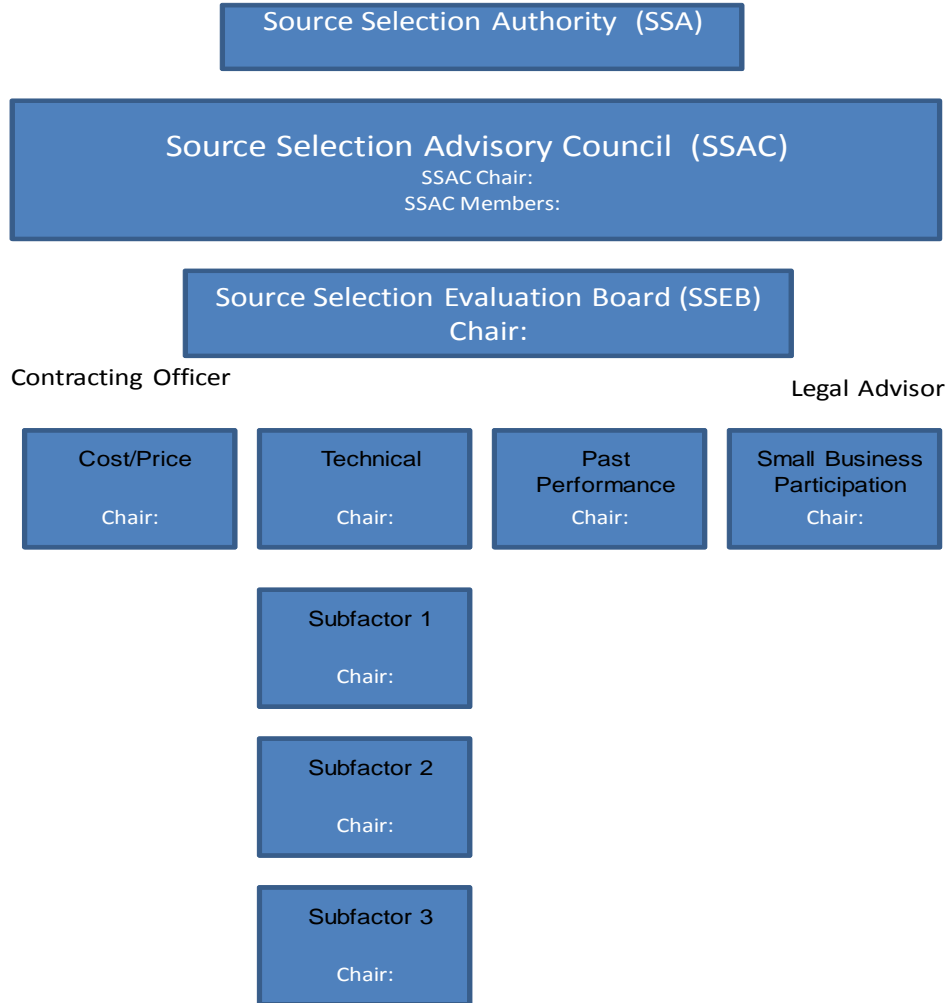 Source Selection Authority (SSA)
Source Selection Advisory Council (SSAC)
SSAC Chair:
SSAC Members:
Source Selection Evaluation Board (SSEB)
Chair:
Contracting Officer
Legal Advisor
Cost/Price
Chair:
Technical
Chair:
Past
Performance
Chair:
Small Business
Participation
Chair:
Subfactor 1
Chair:
Subfactor 2
Chair:
Subfactor 3
Chair: